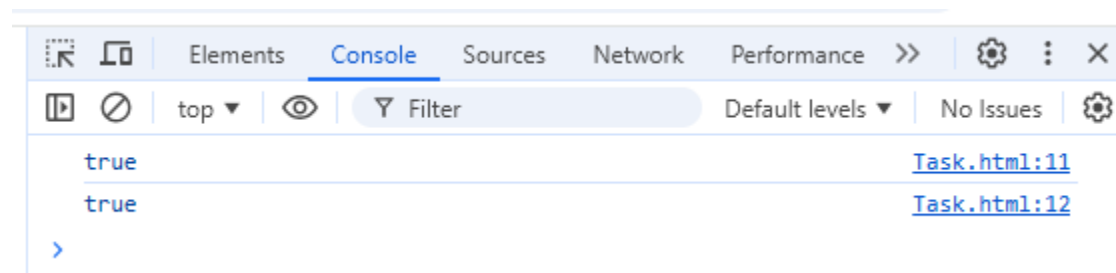 Elements Console Sources Network Performance
top Filter Default levels No Issues
true Task.html:11
true Task.html:12